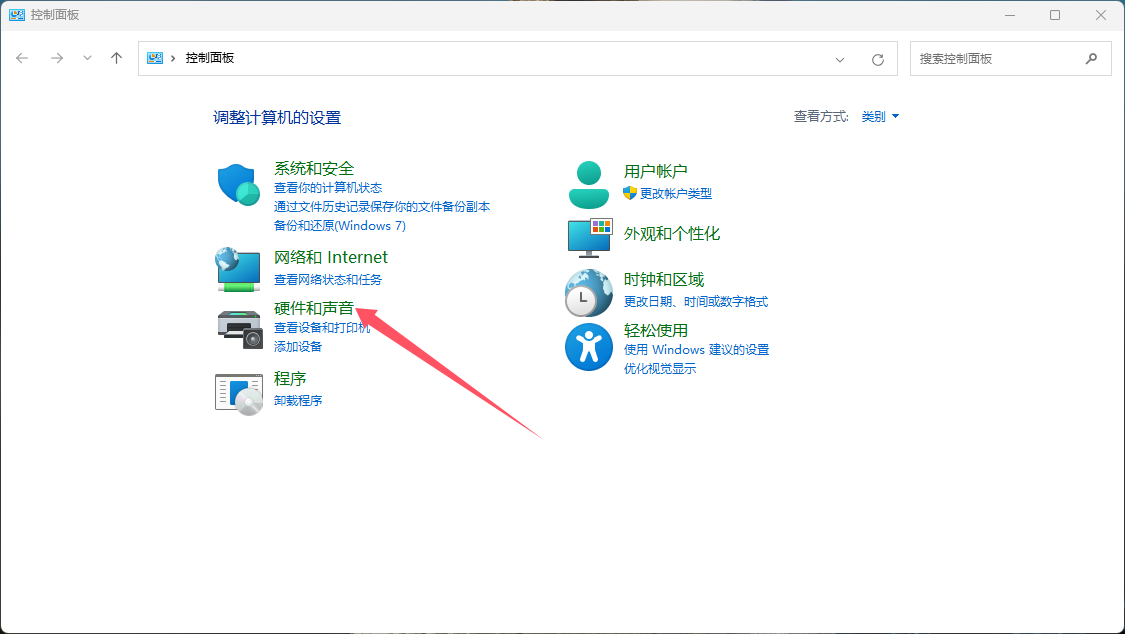 控制面板
控制面板
搜索控制面板
调整计算机的设置
查看方式: 类别
系统和安全
查看你的计算机状态
通过文件历史记录保存你的文件备份副本
备份和还原(Windows 7)
网络和 Internet
查看网络状态和任务
硬件和声音
查看设备和打印机
添加设备
程序
卸载程序
用户帐户
更改帐户类型
外观和个性化
时钟和区域
更改日期、时间或数字格式
轻松使用
使用 Windows 建议的设置
优化视觉显示